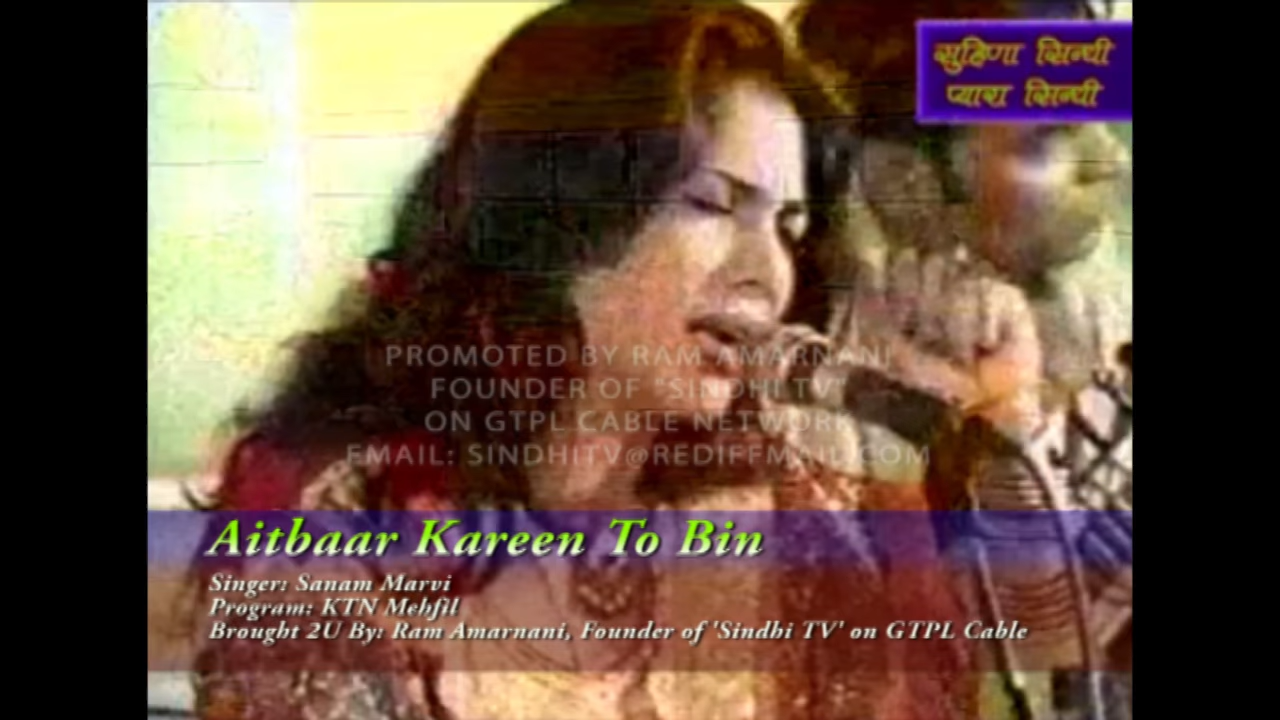 सुहिणा सिन्धी
प्यारा सिन्धी
PROMOTED BY RAM AMARNANI
FOUNDER OF "SINDHI TV"
ON GTPL CABLE NETWORK
EMAIL: SINDHITV@REDIFFMAIL.COM
Aitbaar Kareen To Bin
Singer: Sanam Marvi
Program: KTN Mehfil
Brought 2U By: Ram Amarnani, Founder of 'Sindhi TV' on GTPL Cable